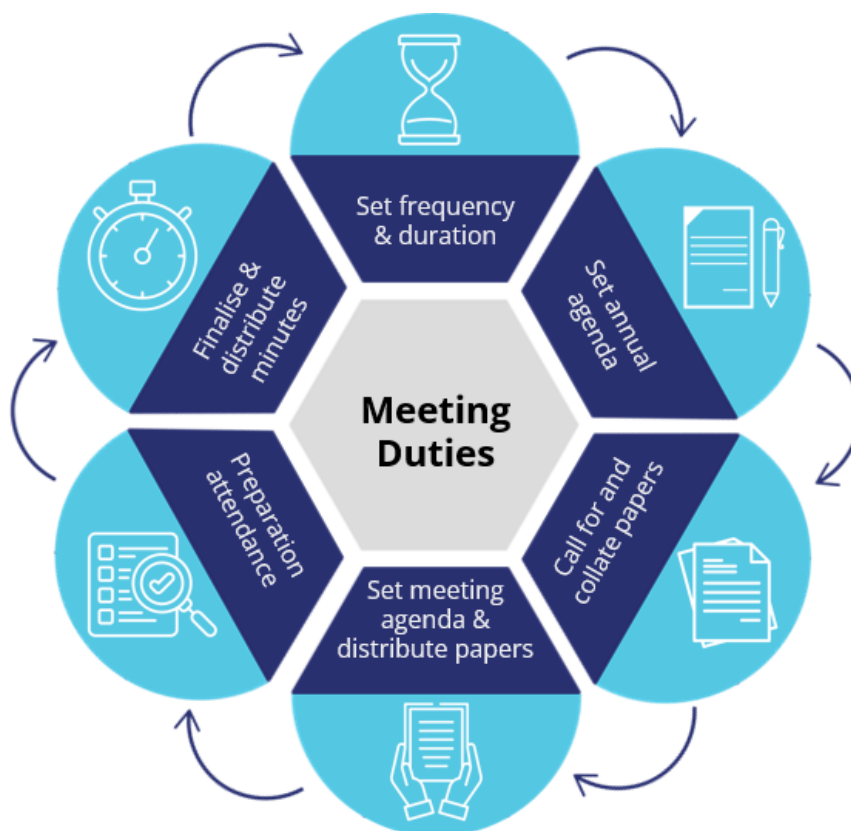 Set frequency
& duration
Set annual
agenda
Call for and
collate papers
Set meeting
agenda &
distribute papers
Preparation
attendance
Finalise &
distribute
minutes
Meeting
Duties